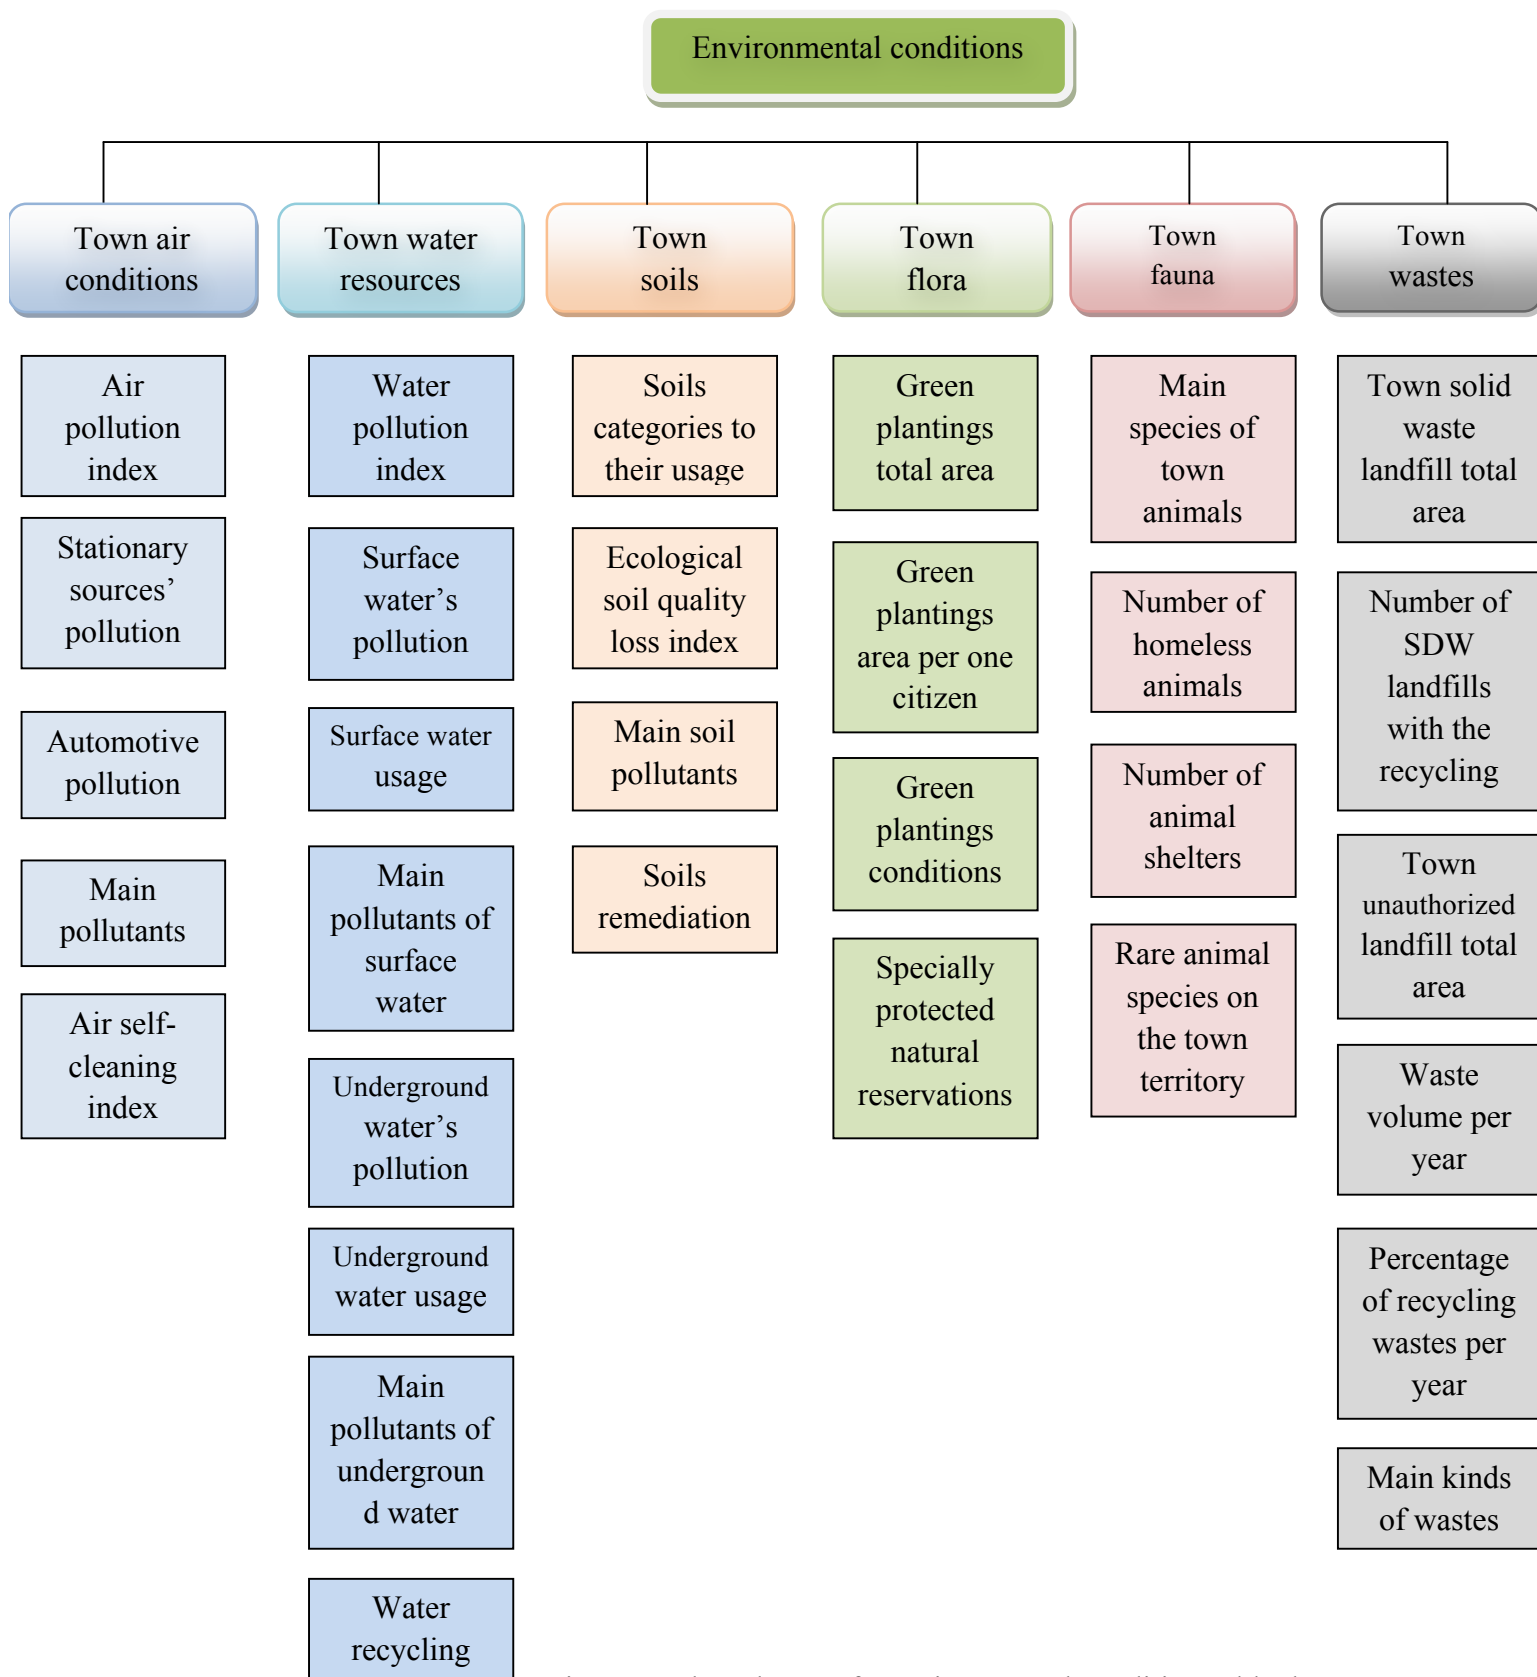 Environmental conditions
Town air
conditions
Town water
resources
Town
soils
Town
flora
Town
fauna
Town
wastes
Air
pollution
index
Stationary
sources’
pollution
Automotive
pollution
Main
pollutants
Air self-
cleaning
index
Water
pollution
index
Surface
water’s
pollution
Surface water
usage
Main
pollutants of
surface
water
Underground
water’s
pollution
Underground
water usage
Main
pollutants of
undergroun
d water
Water
recycling
Soils
categories to
their usage
Ecological
soil quality
loss index
Main soil
pollutants
Soils
remediation
Green
plantings
total area
Green
plantings
area per one
citizen
Green
plantings
conditions
Specially
protected
natural
reservations
Main
species of
town
animals
Number of
homeless
animals
Number of
animal
shelters
Rare animal
species on
the town
territory
Town solid
waste
landfill total
area
Number of
SDW
landfills
with the
recycling
Town
unauthorized
landfill total
area
Waste
volume per
year
Percentage
of recycling
wastes per
year
Main kinds
of wastes